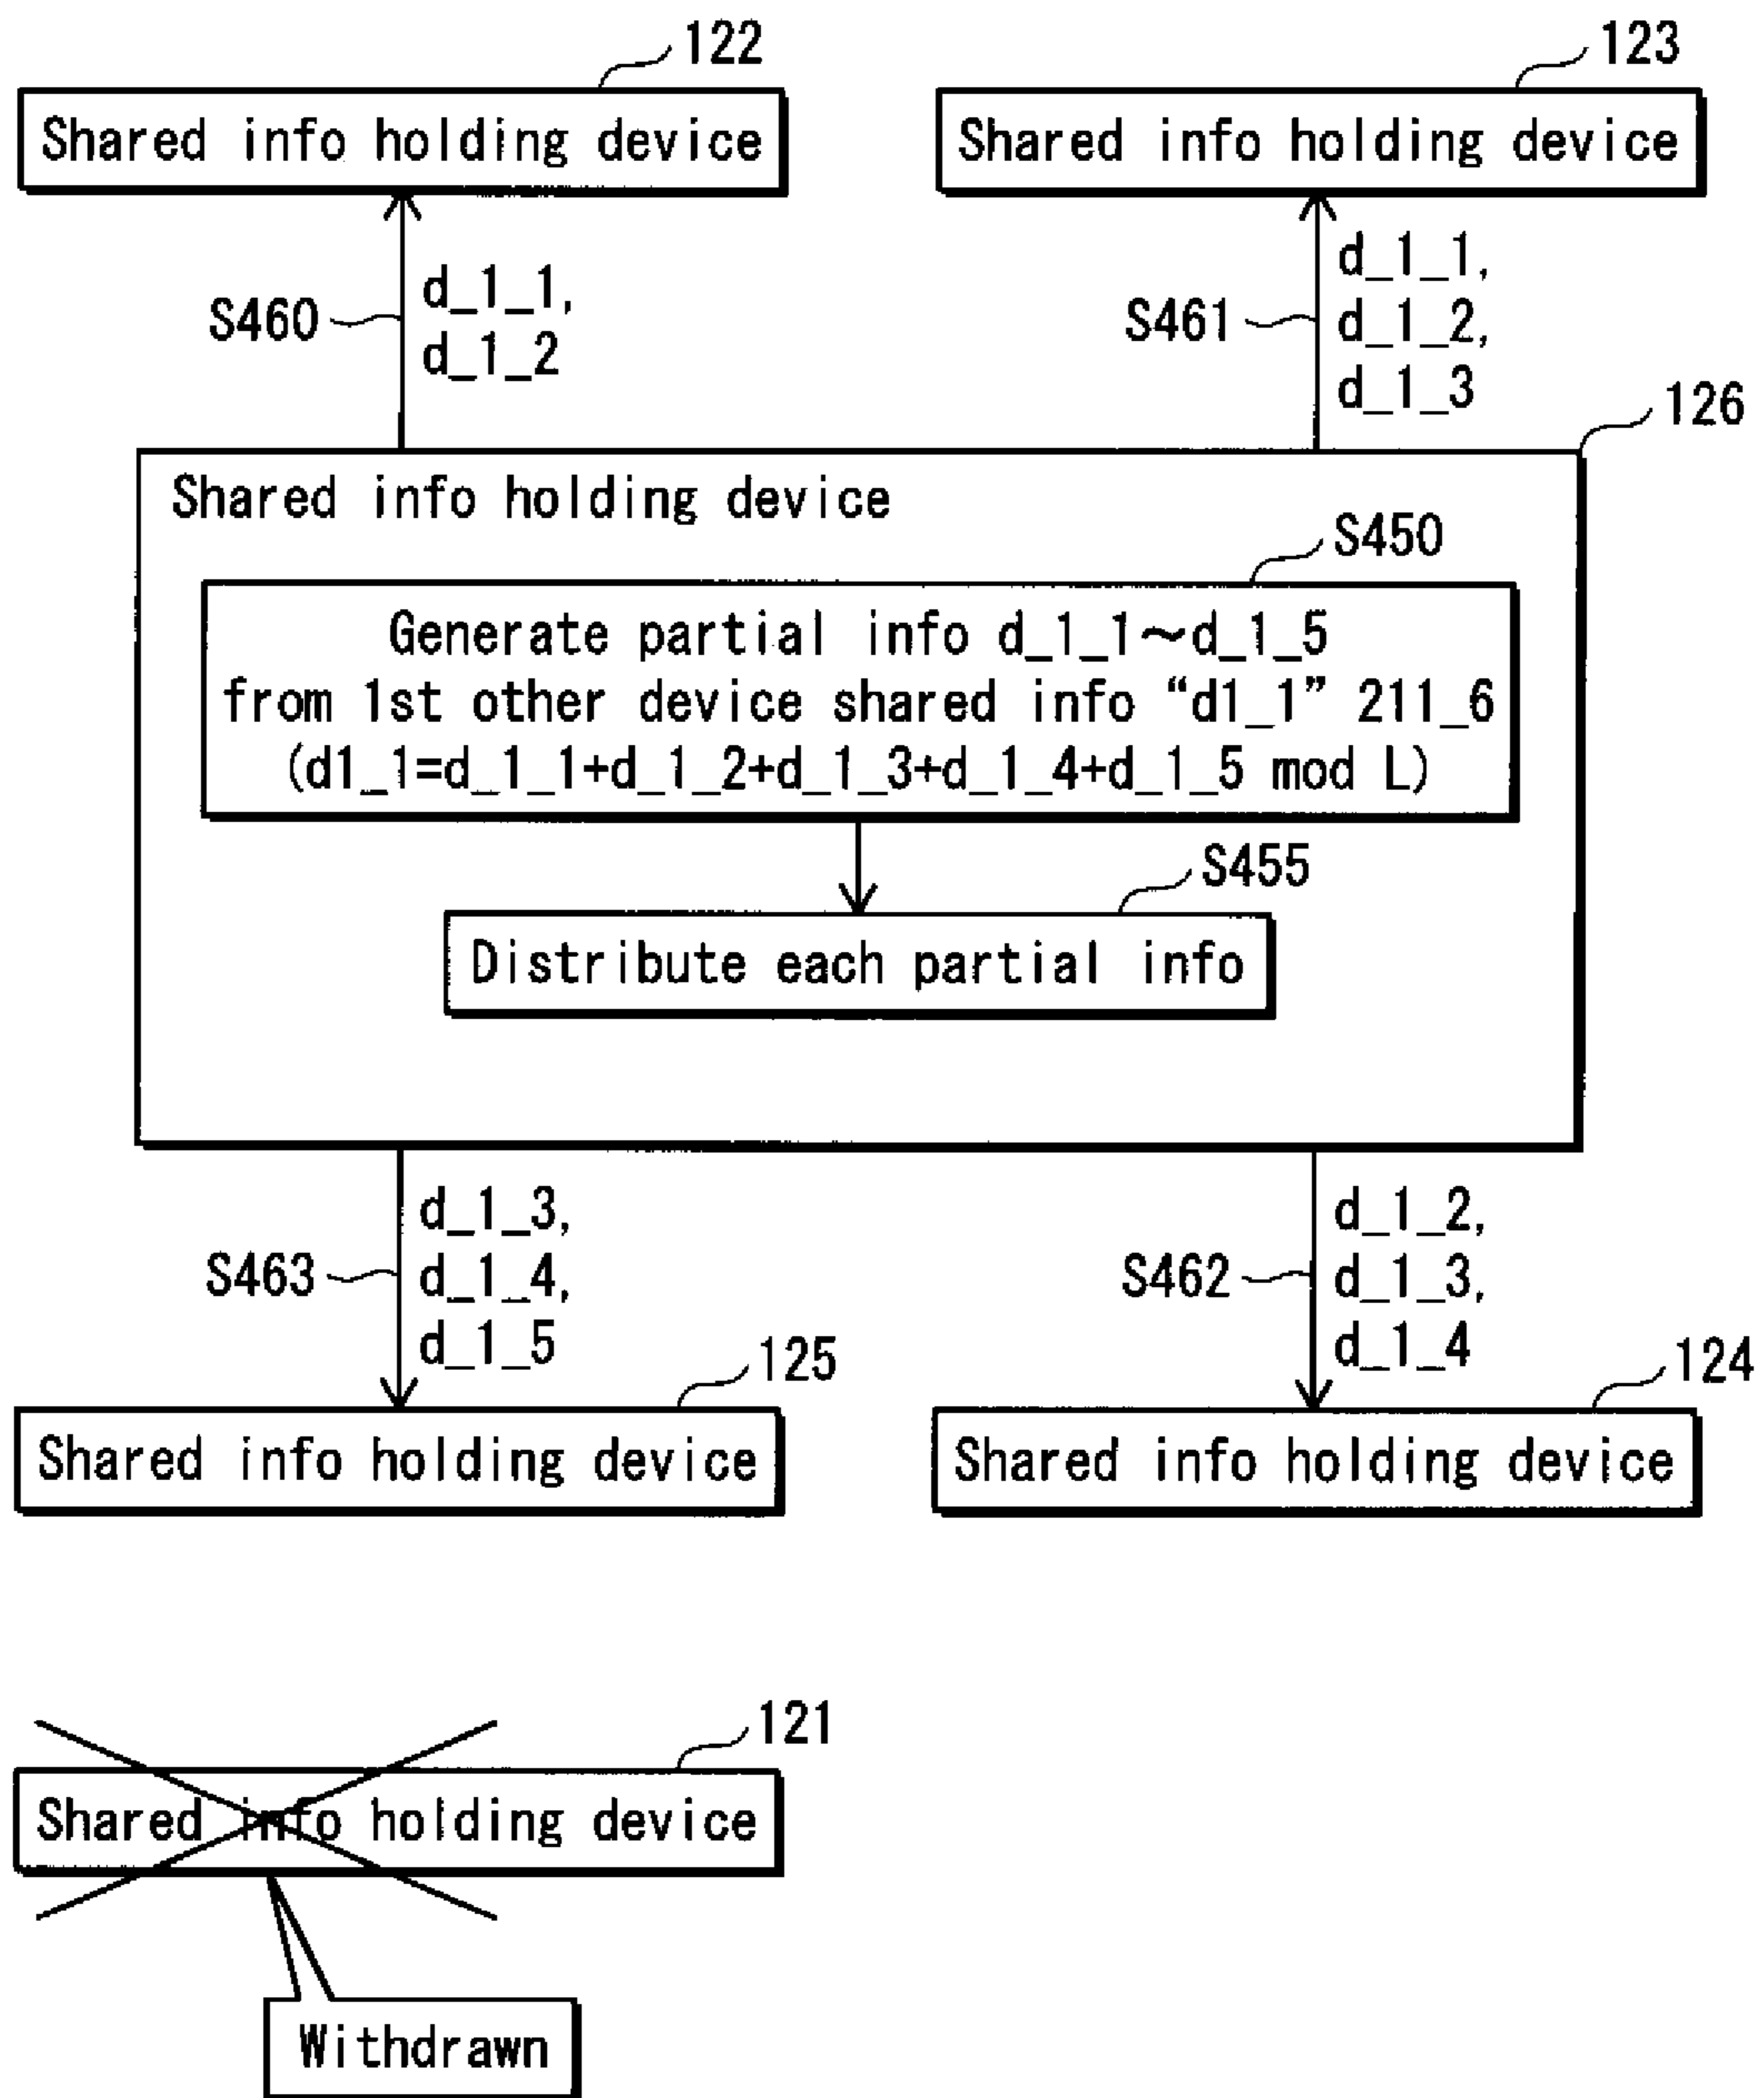 122
123
Shared info holding device
Shared info holding device
S460
d_1_1,
d_1_2
S461
d_1_1,
d_1_2,
d_1_3
126
Shared info holding device
S450
Generate partial info d_1_1～d_1_5
from 1st other device shared info “d1_1” 211_6
(d1_1=d_1_1+d_1_2+d_1_3+d_1_4+d_1_5 mod L)
S455
Distribute each partial info
S463
d_1_3,
d_1_4,
d_1_5
S462
d_1_2,
d_1_3,
d_1_4
125
124
Shared info holding device
Shared info holding device
121
Shared info holding device
Withdrawn